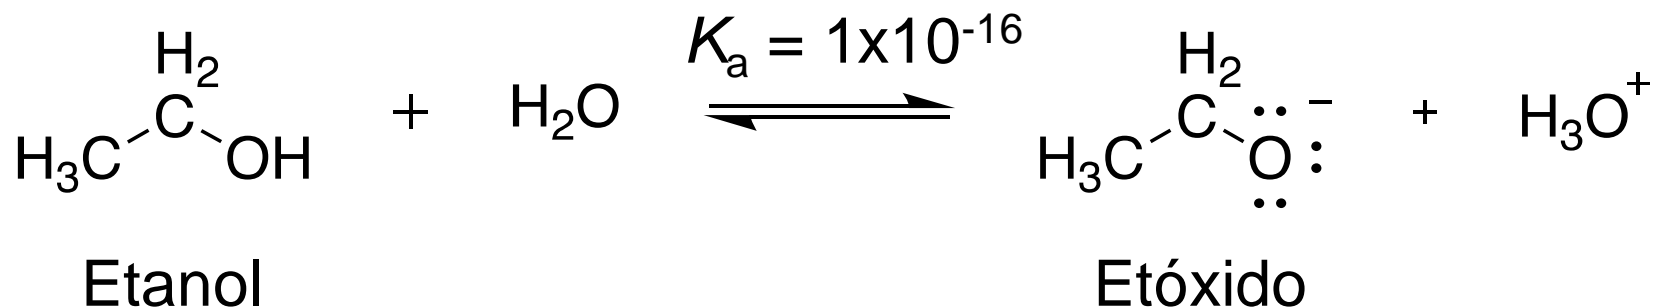 H₂ Kₐ = 1x10⁻¹⁶ H₂
H₃C C OH + H₂O H₃C C O⁻ + H₃O⁺
Etanol Etóxido